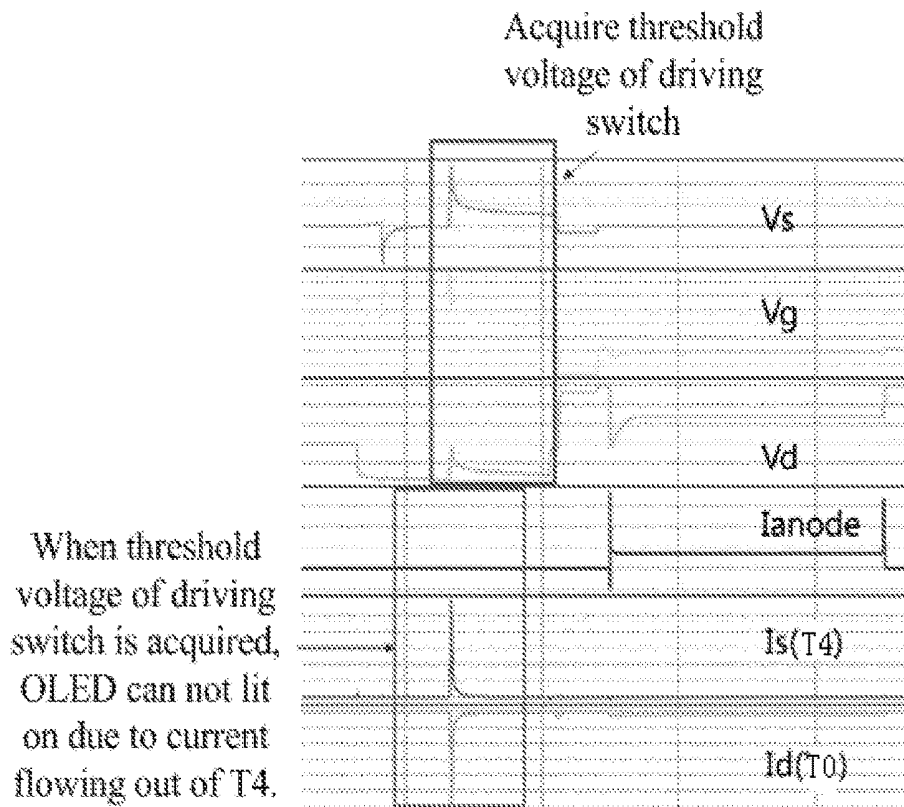 Acquire threshold
voltage of driving
switch
Vs
Vg
Vd
Ianode
When threshold
voltage of driving
switch is acquired,
OLED can not lit
on due to current
flowing out of T4.
Is(T4)
Id(T0)